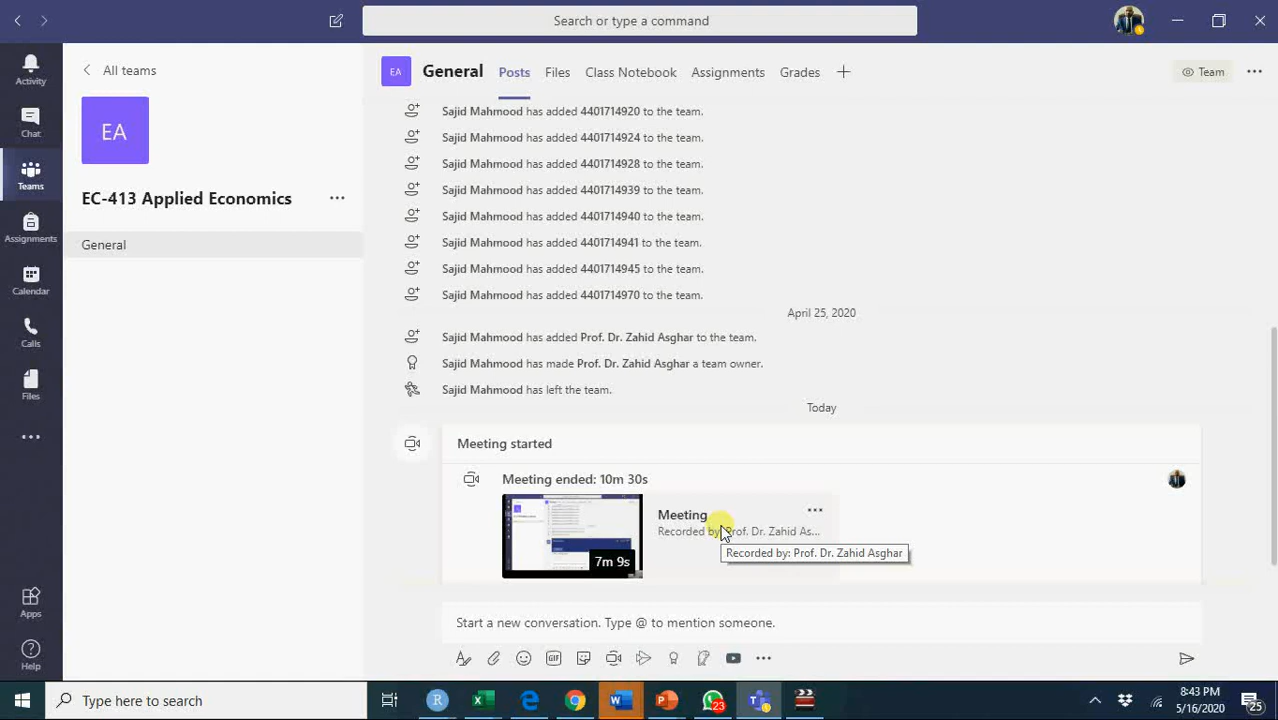 Search or type a command
Activity
Chat
Teams
Assignments
Calendar
Calls
Files
Apps
Help
All teams
EA
EC-413 Applied Economics
General
EA
General
Posts
Files
Class Notebook
Assignments
Grades
Team
Sajid Mahmood has added 4401714920 to the team.
Sajid Mahmood has added 4401714924 to the team.
Sajid Mahmood has added 4401714928 to the team.
Sajid Mahmood has added 4401714939 to the team.
Sajid Mahmood has added 4401714940 to the team.
Sajid Mahmood has added 4401714941 to the team.
Sajid Mahmood has added 4401714945 to the team.
Sajid Mahmood has added 4401714970 to the team.
April 25, 2020
Sajid Mahmood has added Prof. Dr. Zahid Asghar to the team.
Sajid Mahmood has made Prof. Dr. Zahid Asghar a team owner.
Sajid Mahmood has left the team.
Today
Meeting started
Meeting ended: 10m 30s
7m 9s
Meeting
Recorded by: Prof. Dr. Zahid As...
Recorded by: Prof. Dr. Zahid Asghar
Start a new conversation. Type @ to mention someone.
GIF
Type here to search
R
23
8:43 PM
5/16/2020
25